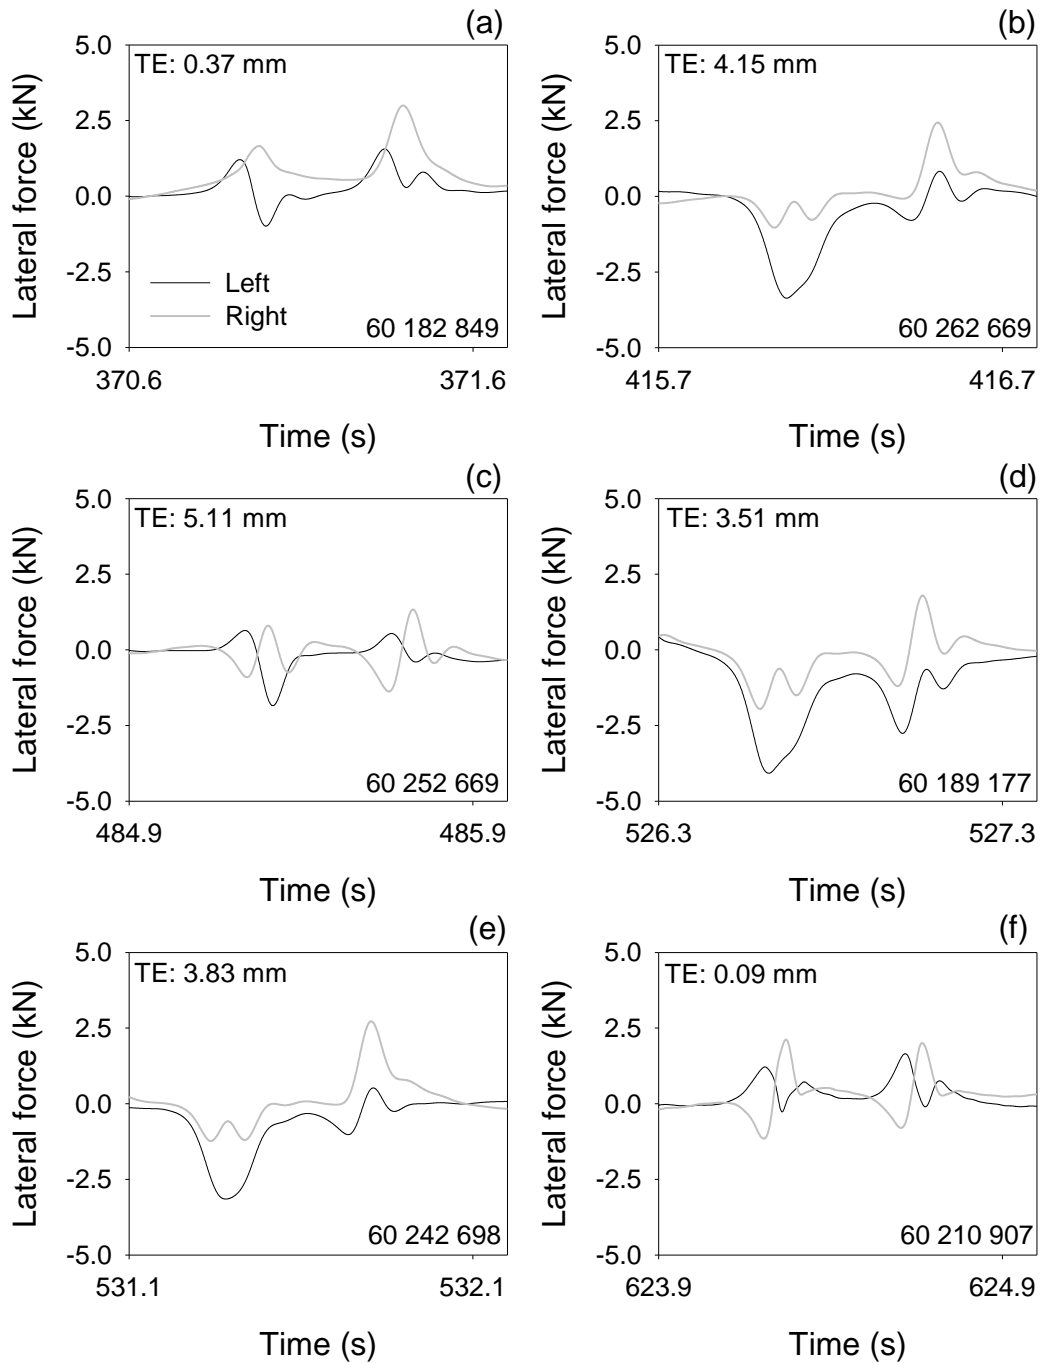 (a)
TE: 0.37 mm
5.0
2.5
0.0
-2.5
-5.0
Lateral force (kN)
Left
Right
60 182 849
370.6
371.6
Time (s)
(b)
TE: 4.15 mm
5.0
2.5
0.0
-2.5
-5.0
Lateral force (kN)
60 262 669
415.7
416.7
Time (s)
(c)
TE: 5.11 mm
5.0
2.5
0.0
-2.5
-5.0
Lateral force (kN)
60 252 669
484.9
485.9
Time (s)
(d)
TE: 3.51 mm
5.0
2.5
0.0
-2.5
-5.0
Lateral force (kN)
60 189 177
526.3
527.3
Time (s)
(e)
TE: 3.83 mm
5.0
2.5
0.0
-2.5
-5.0
Lateral force (kN)
60 242 698
531.1
532.1
Time (s)
(f)
TE: 0.09 mm
5.0
2.5
0.0
-2.5
-5.0
Lateral force (kN)
60 210 907
623.9
624.9
Time (s)